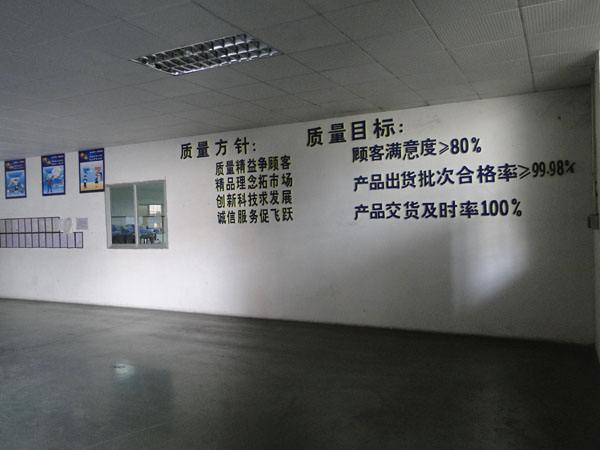 质量方针：
质量精益争顾客
精品理念拓市场
创新科技求发展
诚信服务促飞跃
质量目标：
顾客满意度≥80%
产品出货批次合格率≥99.98%
产品交货及时率100%